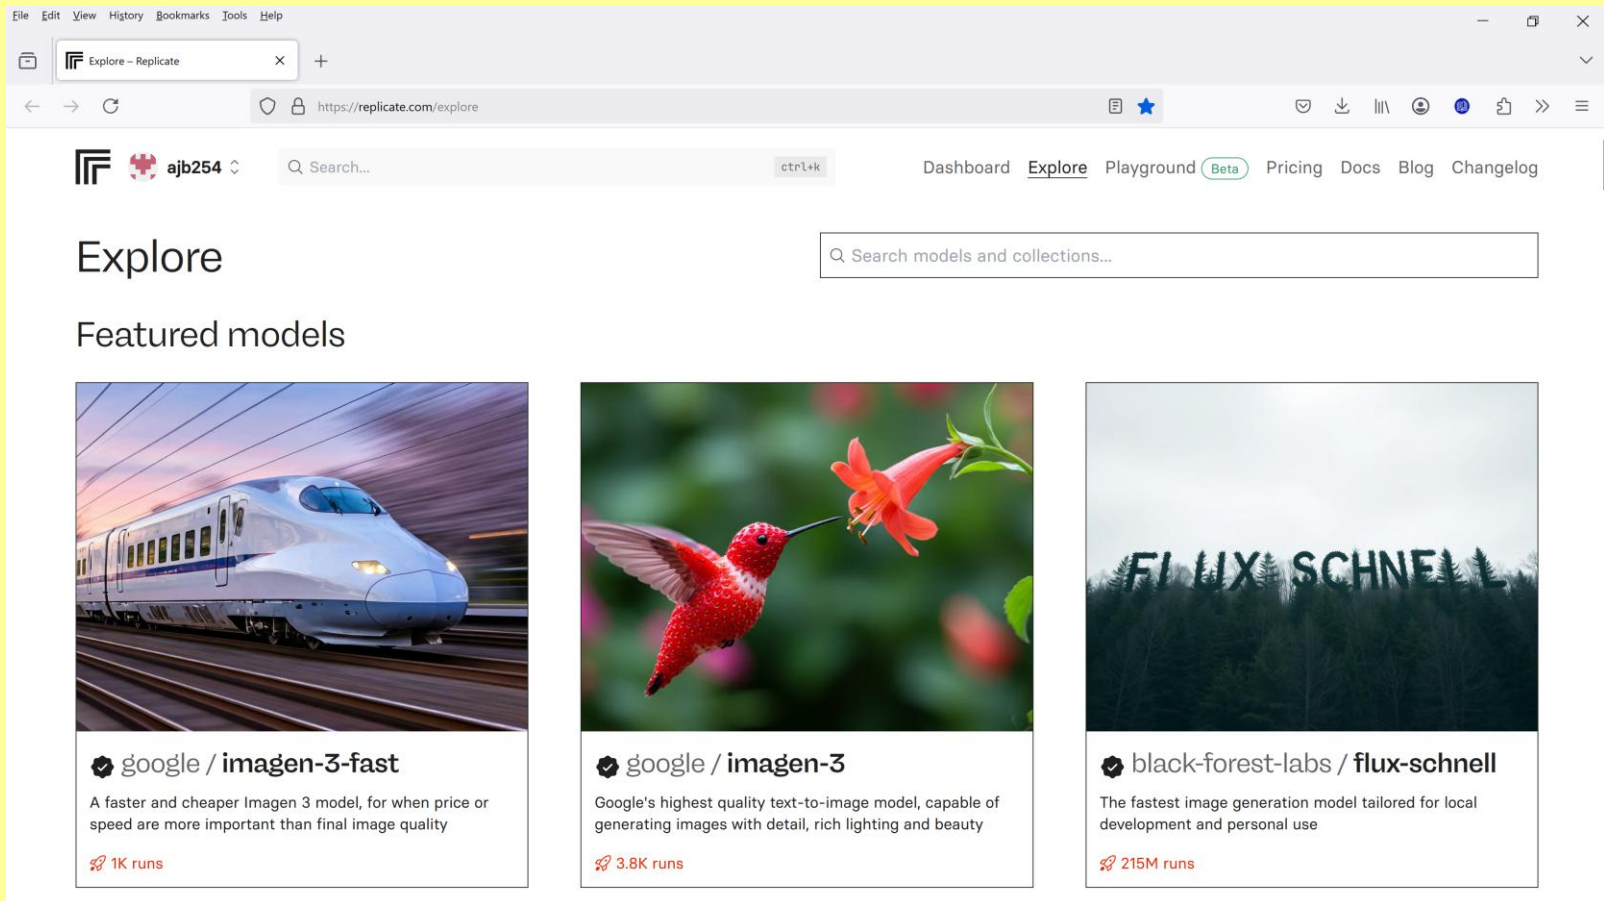 File Edit View History Bookmarks Tools Help
Explore – Replicate
https://replicate.com/explore
ajb254
Search...
ctrl+k
Dashboard Explore Playground Beta Pricing Docs Blog Changelog
Explore
Search models and collections...
Featured models
FLUX SCHNELL
google / imagen-3-fast
A faster and cheaper Imagen 3 model, for when price or
speed are more important than final image quality
1K runs
google / imagen-3
Google's highest quality text-to-image model, capable of
generating images with detail, rich lighting and beauty
3.8K runs
black-forest-labs / flux-schnell
The fastest image generation model tailored for local
development and personal use
215M runs